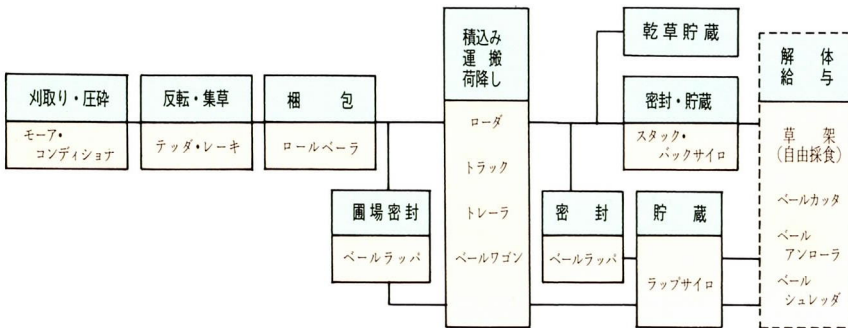 刈取り・圧砕
モーア・
コンディショナ
反転・集草
テッダ・レーキ
梱包
ロールベーラ
圃場密封
ベールラッパ
積込み
運搬
荷降し
ローダ
トラック
トレーラ
ベールワゴン
密封
ベールラッパ
乾草貯蔵
密封・貯蔵
スタック・
バックサイロ
貯蔵
ラップサイロ
解体
給与
草架
(自由採食)
ベールカッタ
ベール
アンローラ
ベール
シュレッダ